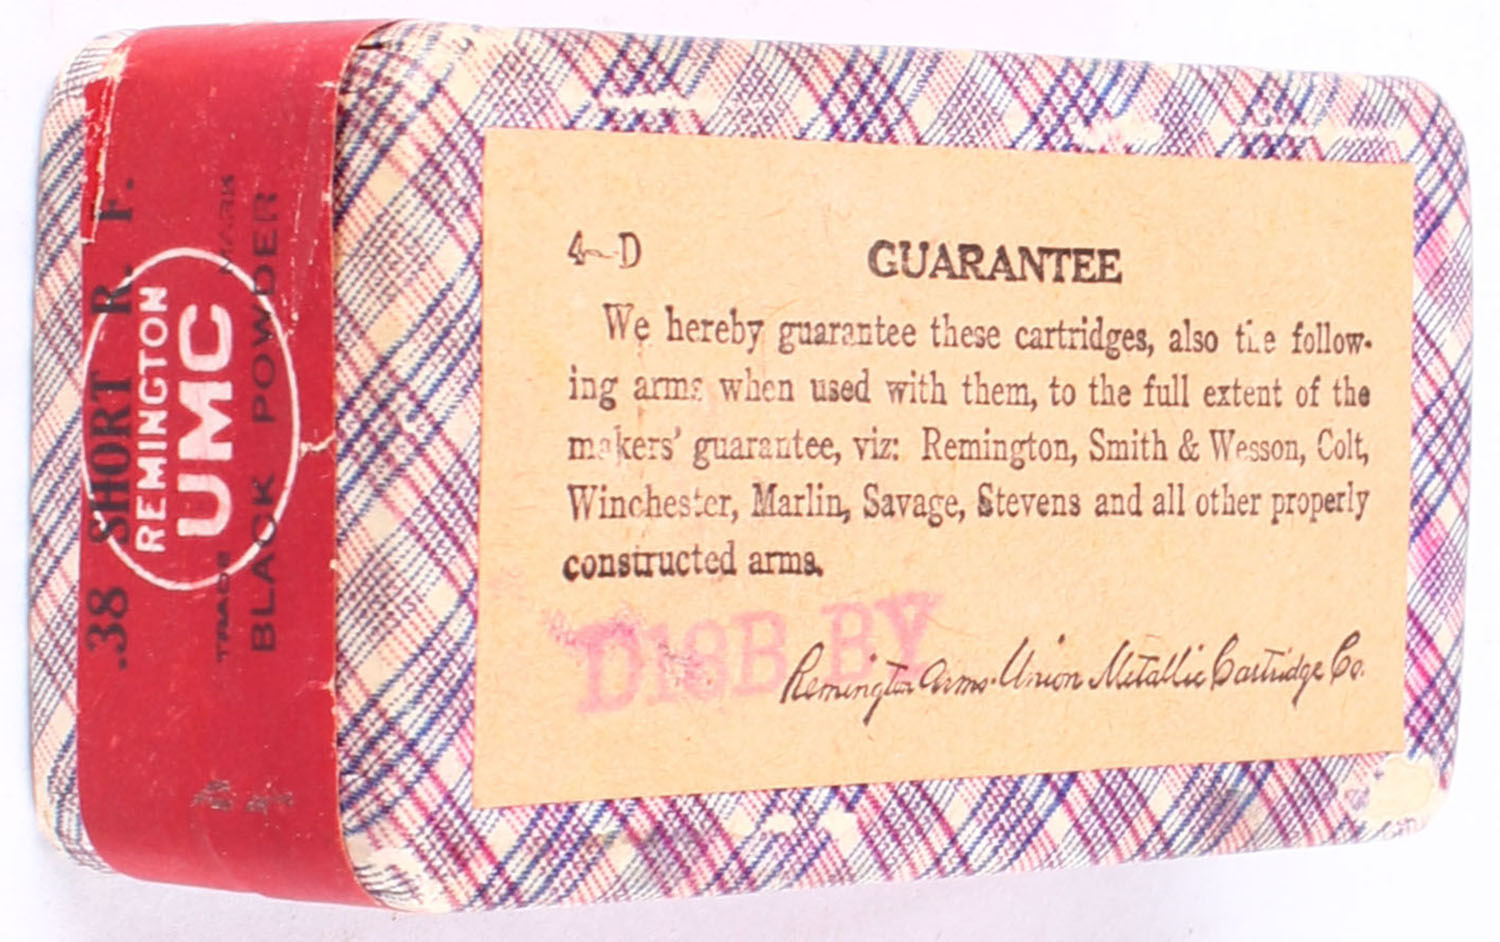 .38 SHORT R. F.
REMINGTON
UMC
TRADE MARK
BLACK POWDER
4-D
GUARANTEE
We hereby guarantee these cartridges, also the follow-
ing arms when used with them, to the full extent of the
makers' guarantee, viz: Remington, Smith & Wesson, Colt,
Winchester, Marlin, Savage, Stevens and all other properly
constructed arms.
D18B BY
Remington Arms-Union Metallic Cartridge Co.